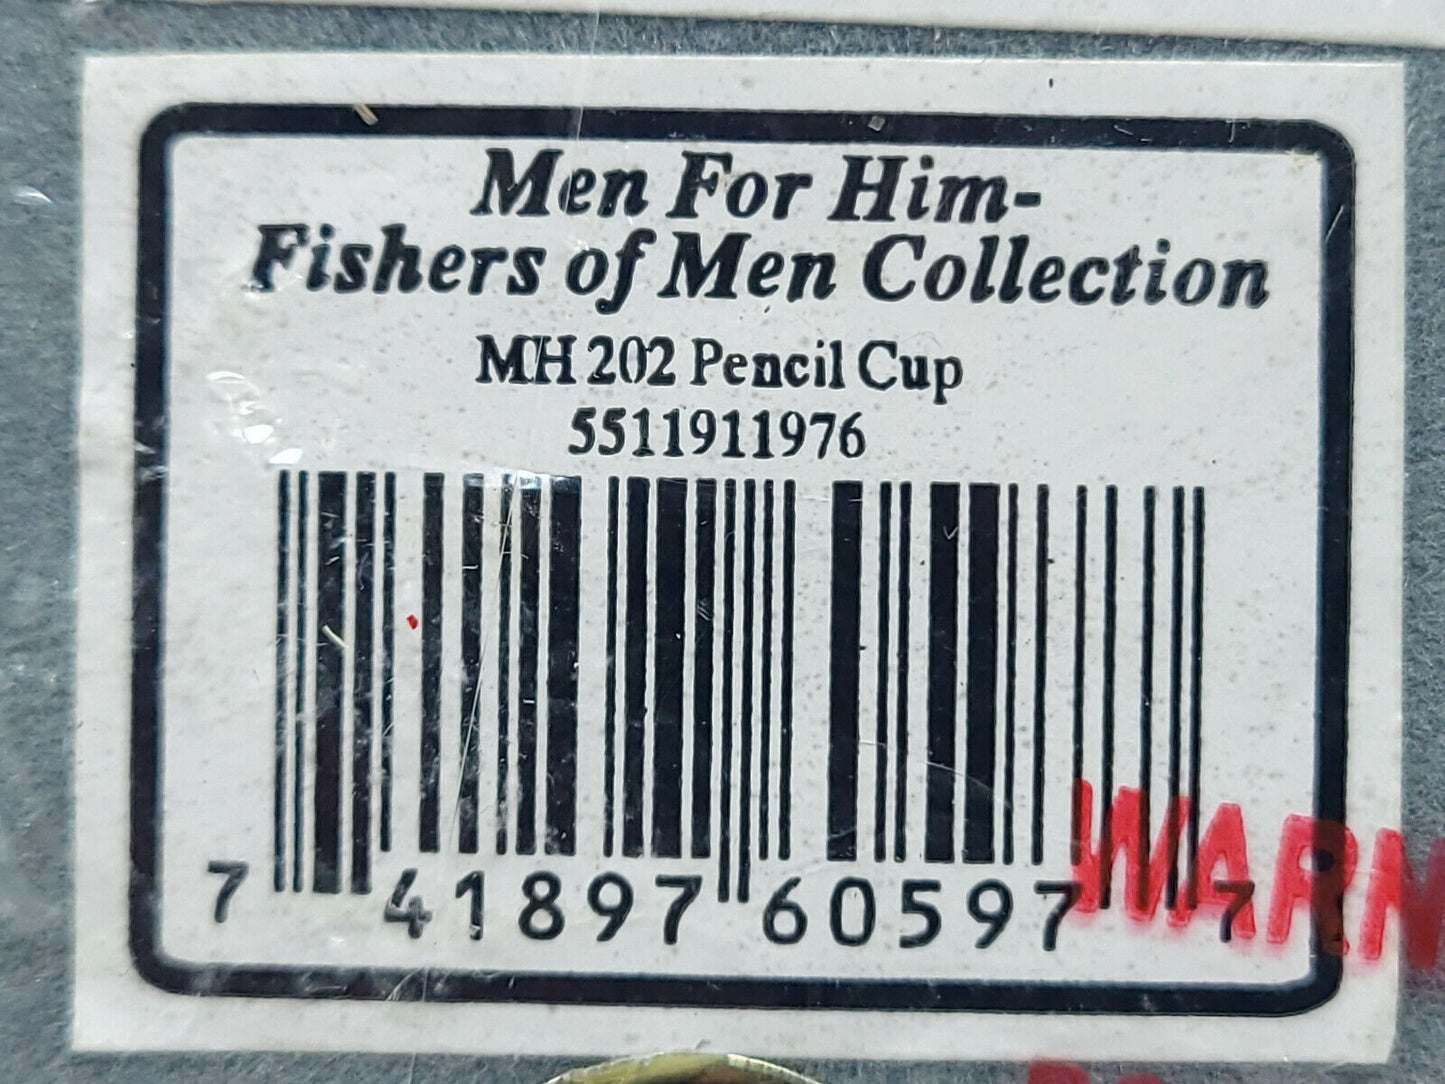 Men For Him-
Fishers of Men Collection
MH 202 Pencil Cup
5511911976
7 41897 60597 7
WARN